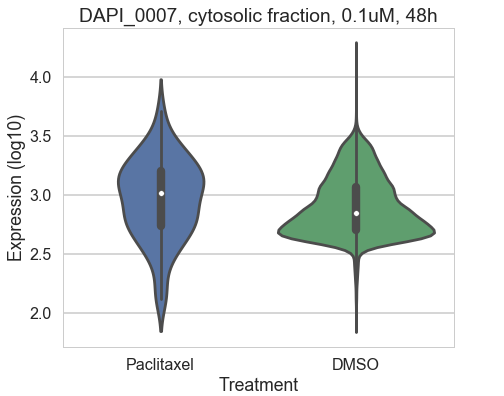 DAPI_0007, cytosolic fraction, 0.1uM, 48h
Expression (log10)
4.0
3.5
3.0
2.5
2.0
Paclitaxel DMSO
Treatment